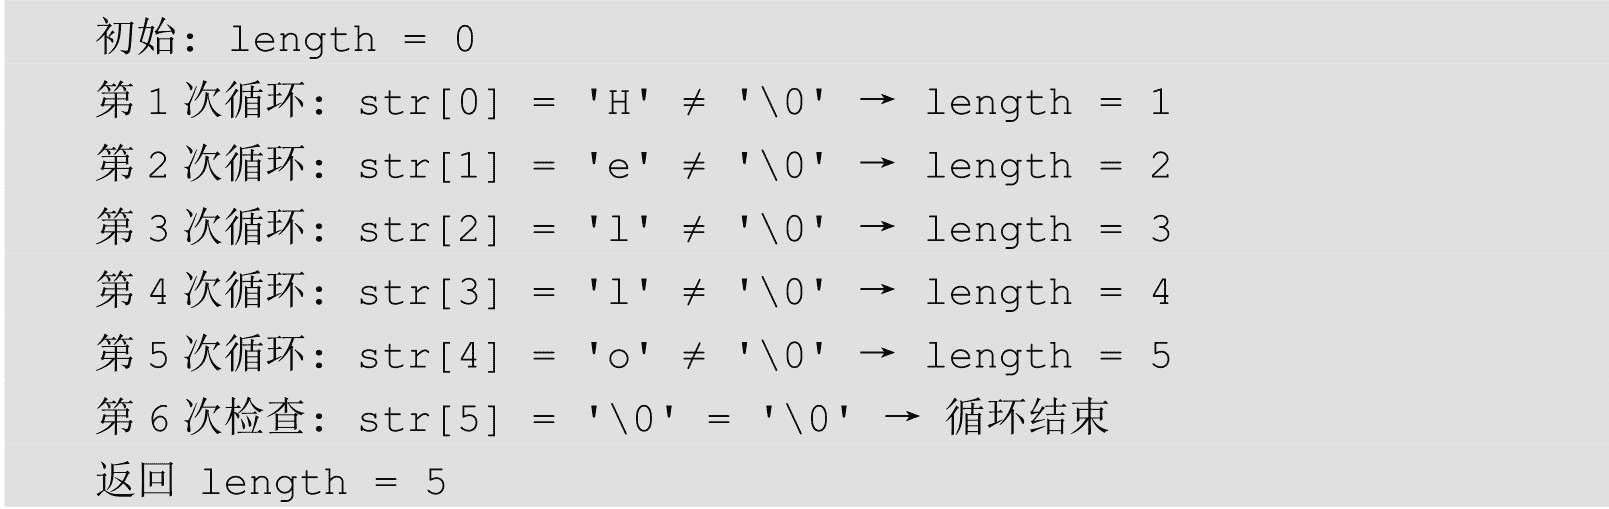 初始: length = 0
第 1 次循环: str[0] = 'H' ≠ '\0' → length = 1
第 2 次循环: str[1] = 'e' ≠ '\0' → length = 2
第 3 次循环: str[2] = 'l' ≠ '\0' → length = 3
第 4 次循环: str[3] = 'l' ≠ '\0' → length = 4
第 5 次循环: str[4] = 'o' ≠ '\0' → length = 5
第 6 次检查: str[5] = '\0' = '\0' → 循环结束
返回 length = 5